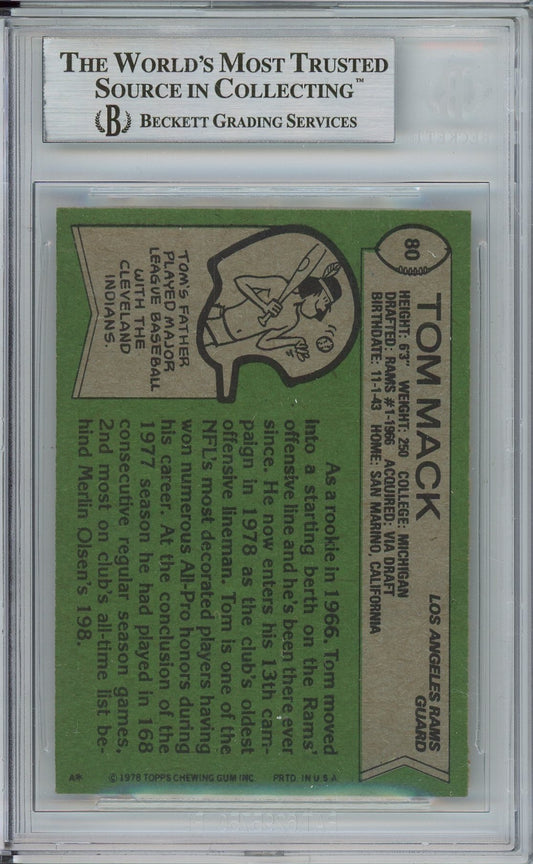 THE WORLD'S MOST TRUSTED
SOURCE IN COLLECTING™
B BECKETT GRADING SERVICES
80
TOM MACK
LOS ANGELES RAMS
GUARD
HEIGHT: 6'3" WEIGHT: 250 COLLEGE: MICHIGAN
DRAFTED: RAMS #1-1966 ACQUIRED: VIA DRAFT
BIRTHDATE: 11-1-43 HOME: SAN MARINO, CALIFORNIA
TOM'S FATHER
PLAYED MAJOR
LEAGUE BASEBALL
WITH THE
CLEVELAND
INDIANS.
As a rookie in 1966, Tom moved
into a starting berth on the Rams'
offensive line and he's been there ever
since. He now enters his 13th cam-
paign in 1978 as the club's oldest
offensive lineman. Tom is one of the
NFL's most decorated players having
won numerous All-Pro honors during
his career. At the conclusion of the
1977 season he had played in 168
consecutive regular season games,
2nd most on club's all-time list be-
hind Merlin Olsen's 198.
A* © 1978 TOPPS CHEWING GUM INC. PRTD. IN U.S.A.